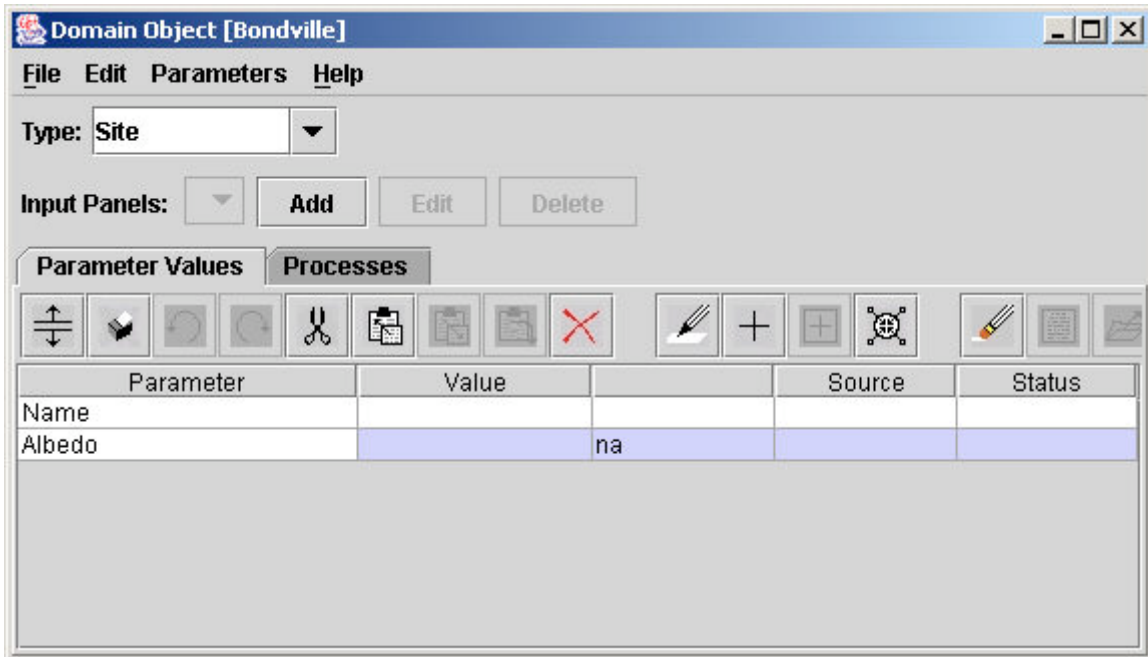 Domain Object [Bondville]
File Edit Parameters Help
Type: Site
Input Panels: Add Edit Delete
Parameter Values Processes
Parameter Value Source Status
Name
Albedo na